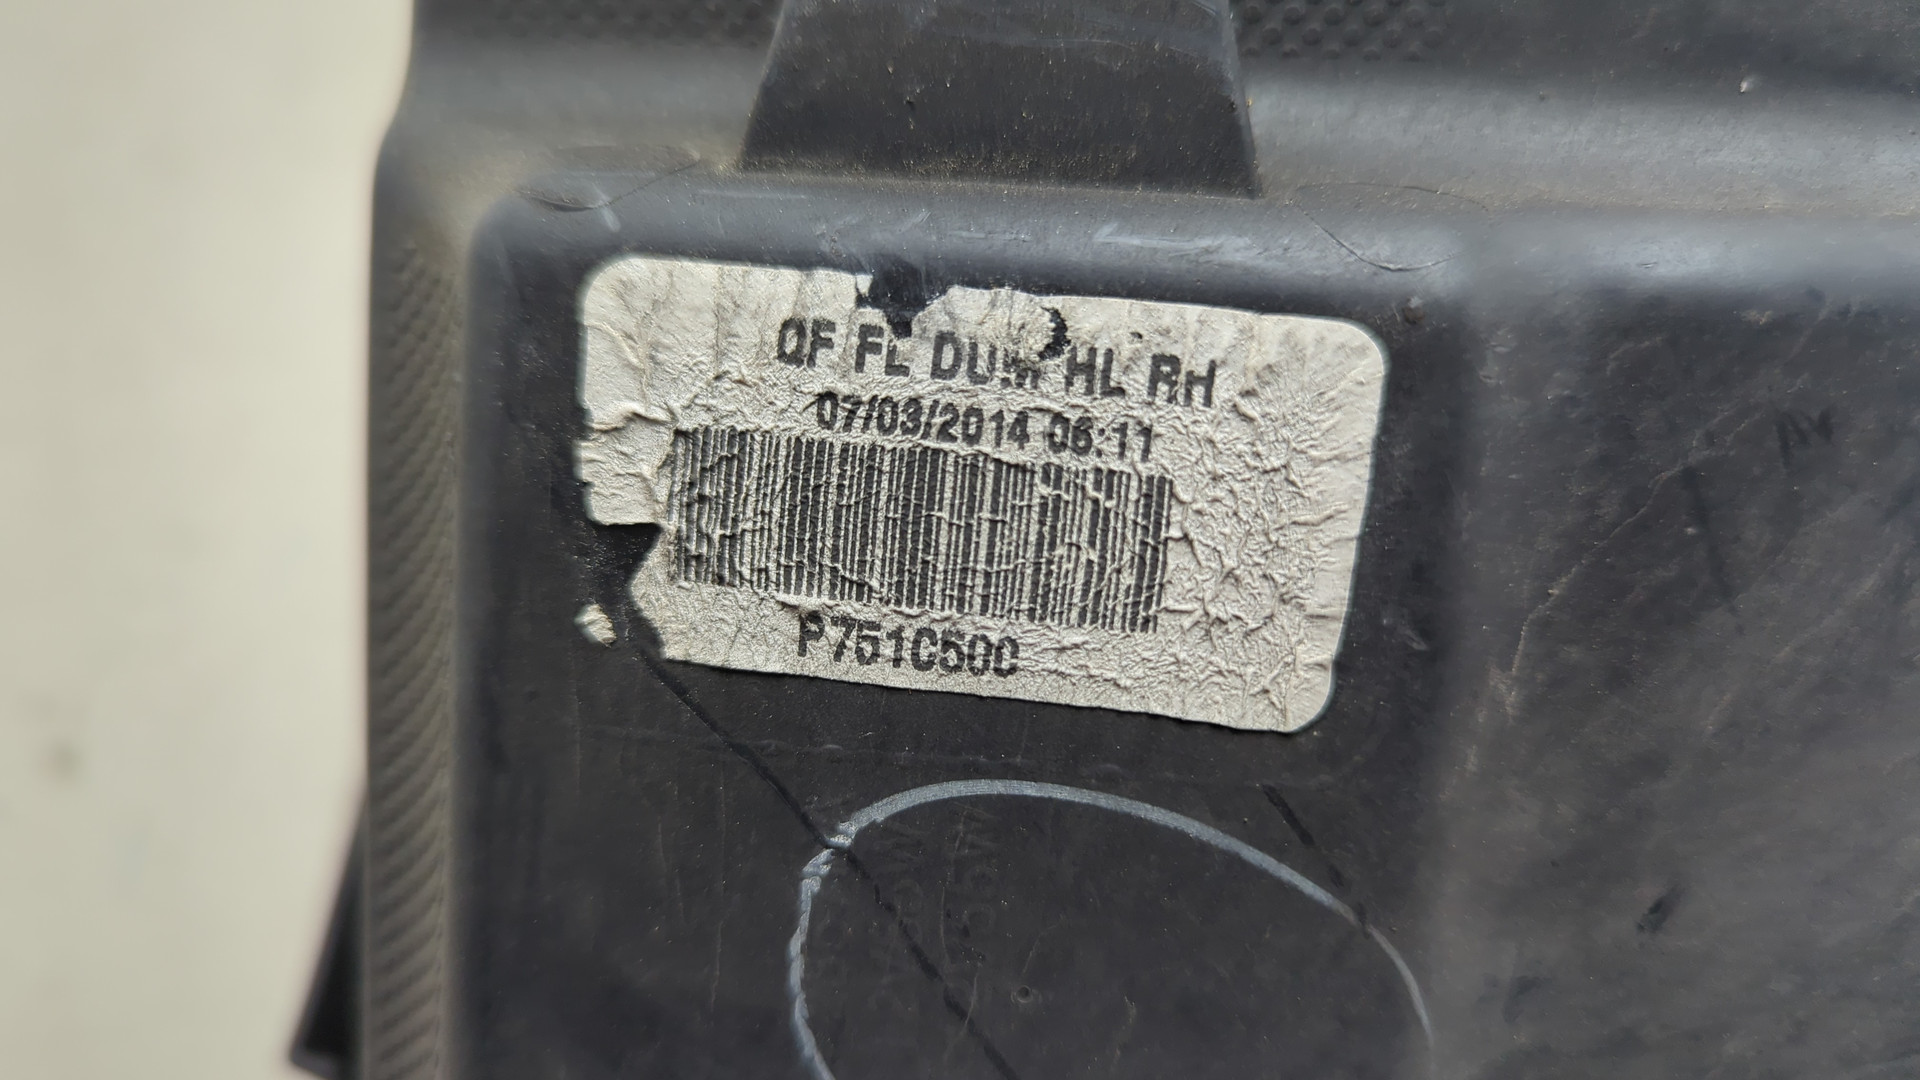 QF FL DUM HL RH
07/03/2014 06:11
P751C500